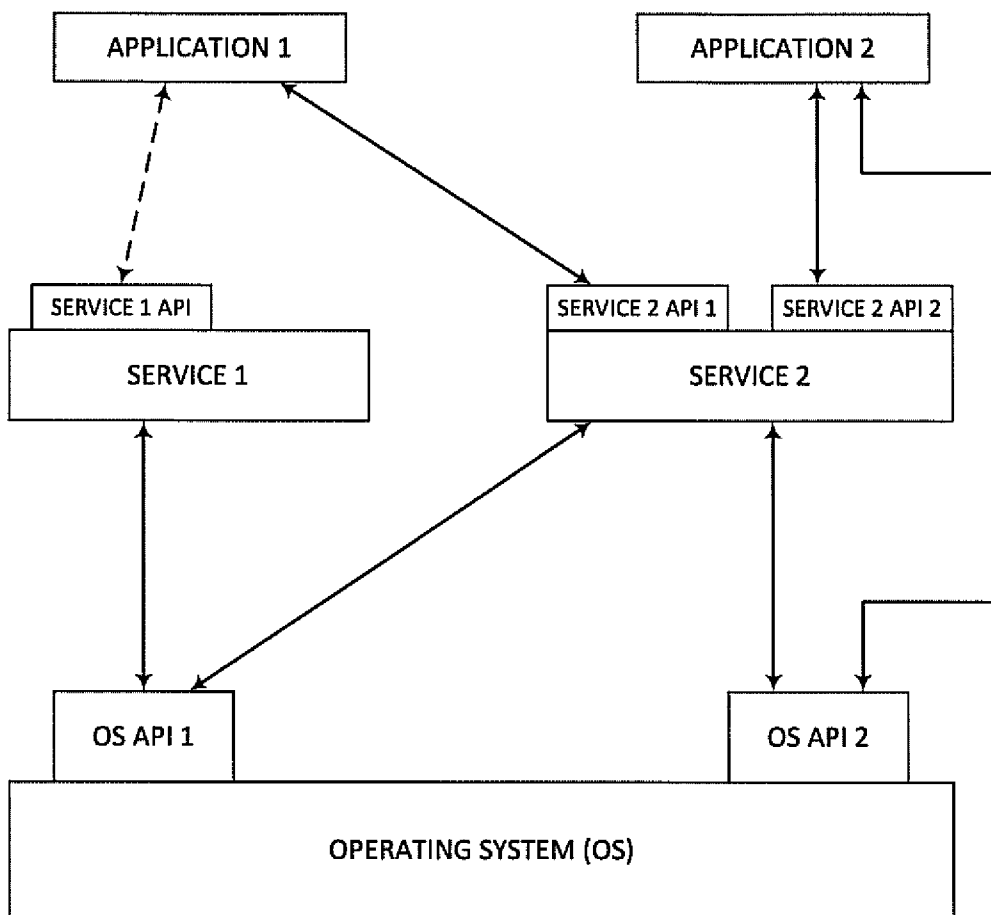 APPLICATION 1
APPLICATION 2
SERVICE 1 API
SERVICE 2 API 1
SERVICE 2 API 2
SERVICE 1
SERVICE 2
OS API 1
OS API 2
OPERATING SYSTEM (OS)